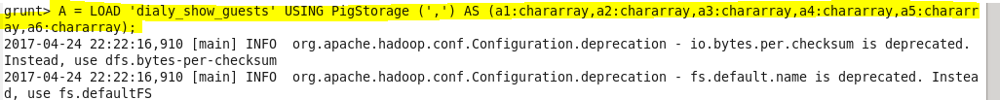 grunt> A = LOAD 'dialy_show_guests' USING PigStorage (',') AS (a1:chararray,a2:chararray,a3:chararray,a4:chararray,a5:chararr
ay,a6:chararray);
2017-04-24 22:22:16,910 [main] INFO  org.apache.hadoop.conf.Configuration.deprecation - io.bytes.per.checksum is deprecated.
Instead, use dfs.bytes-per-checksum
2017-04-24 22:22:16,910 [main] INFO  org.apache.hadoop.conf.Configuration.deprecation - fs.default.name is deprecated. Instea
d, use fs.defaultFS